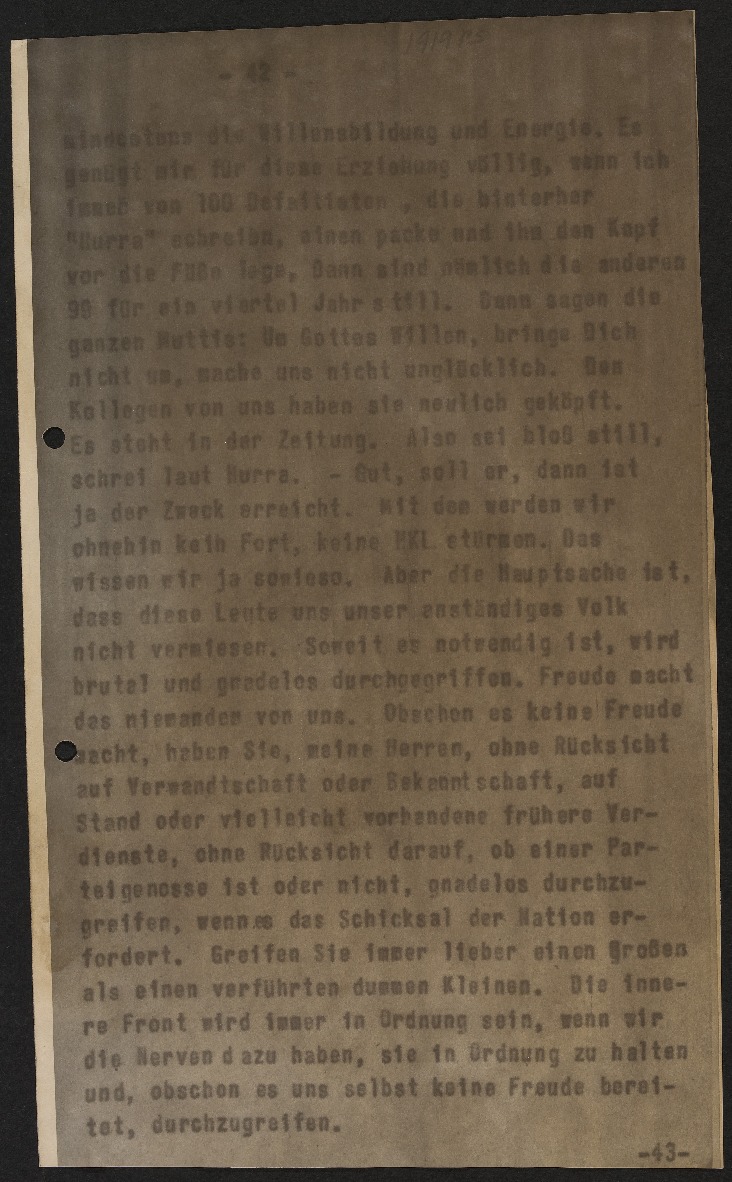 1919 PS
- 42 -
mindestens die Willensbildung und Energie. Es
genügt mir für diese Erziehung völlig, wenn ich
immer von 100 Defaitisten , die hinterher
"Hurra" schreien, einen packe und ihm den Kopf
vor die Füße lege. Dann sind nämlich die anderen
99 für ein viertel Jahr still. Dann sagen die
ganzen Muttis: Um Gottes Willen, bringe Dich
nicht um, mache uns nicht unglücklich. Den
Kollegen von uns haben sie neulich geköpft.
Es steht in der Zeitung. Also sei bloß still,
schrei laut Hurra. - Gut, soll er, dann ist
ja der Zweck erreicht. Mit dem werden wir
ohnehin kein Fort, keine HKL stürmen. Das
wissen wir ja sowieso. Aber die Hauptsache ist,
dass diese Leute uns unser anständiges Volk
nicht vermiesen. Soweit es notwendig ist, wird
brutal und gnadelos durchgegriffen. Freude macht
das niemandem von uns. Obschon es keine Freude
macht, haben Sie, meine Herren, ohne Rücksicht
auf Verwandtschaft oder Bekanntschaft, auf
Stand oder vielleicht vorhandene frühere Ver-
dienste, ohne Rücksicht darauf, ob einer Par-
teigenosse ist oder nicht, gnadelos durchzu-
greifen, wenn es das Schicksal der Nation er-
fordert. Greifen Sie immer lieber einen Großen
als einen verführten dummen Kleinen. Die inne-
re Front wird immer in Ordnung sein, wenn wir
die Nerven dazu haben, sie in Ordnung zu halten
und, obschon es uns selbst keine Freude berei-
tet, durchzugreifen.
-43-